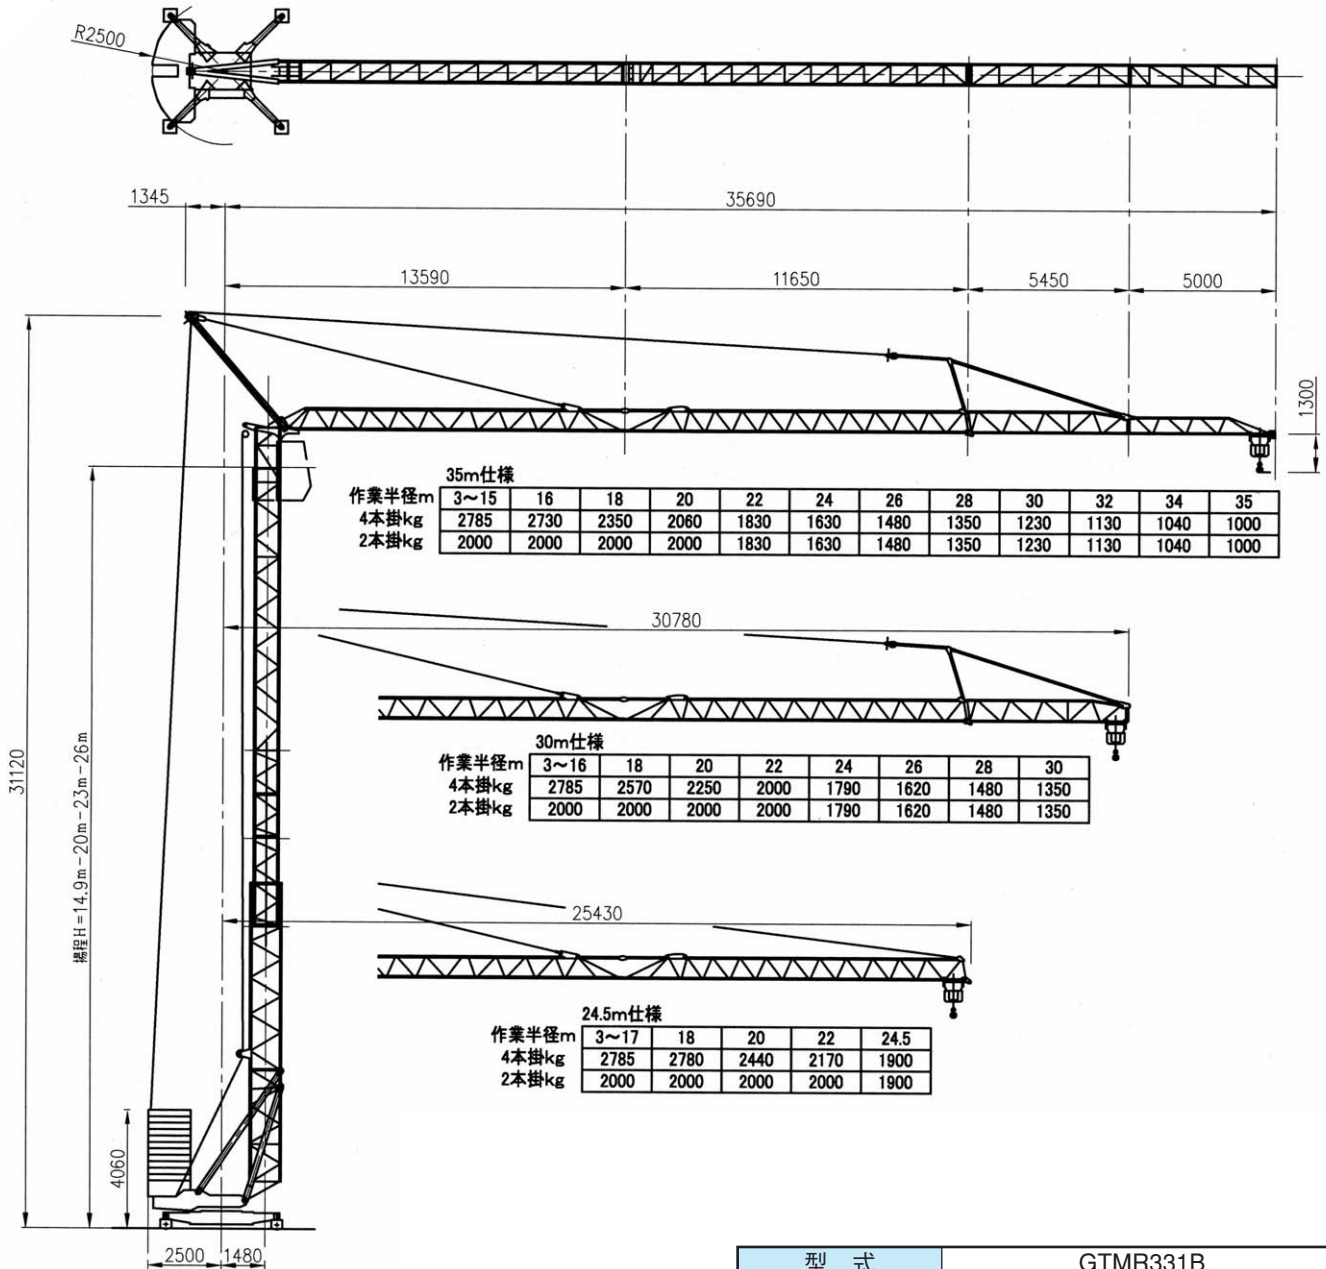 R2500
1345
35690
13590
11650
5450
5000
1300
35m仕様
作業半径m 3～15 16 18 20 22 24 26 28 30 32 34 35
4本掛kg 2785 2730 2350 2060 1830 1630 1480 1350 1230 1130 1040 1000
2本掛kg 2000 2000 2000 2000 1830 1630 1480 1350 1230 1130 1040 1000
30780
30m仕様
作業半径m 3～16 18 20 22 24 26 28 30
4本掛kg 2785 2570 2250 2000 1790 1620 1480 1350
2本掛kg 2000 2000 2000 2000 1790 1620 1480 1350
31120
揚程H=14.9m-20m-23m-26m
25430
24.5m仕様
作業半径m 3～17 18 20 22 24.5
4本掛kg 2785 2780 2440 2170 1900
2本掛kg 2000 2000 2000 2000 1900
4060
2500 1480
型 式 GTMR331B